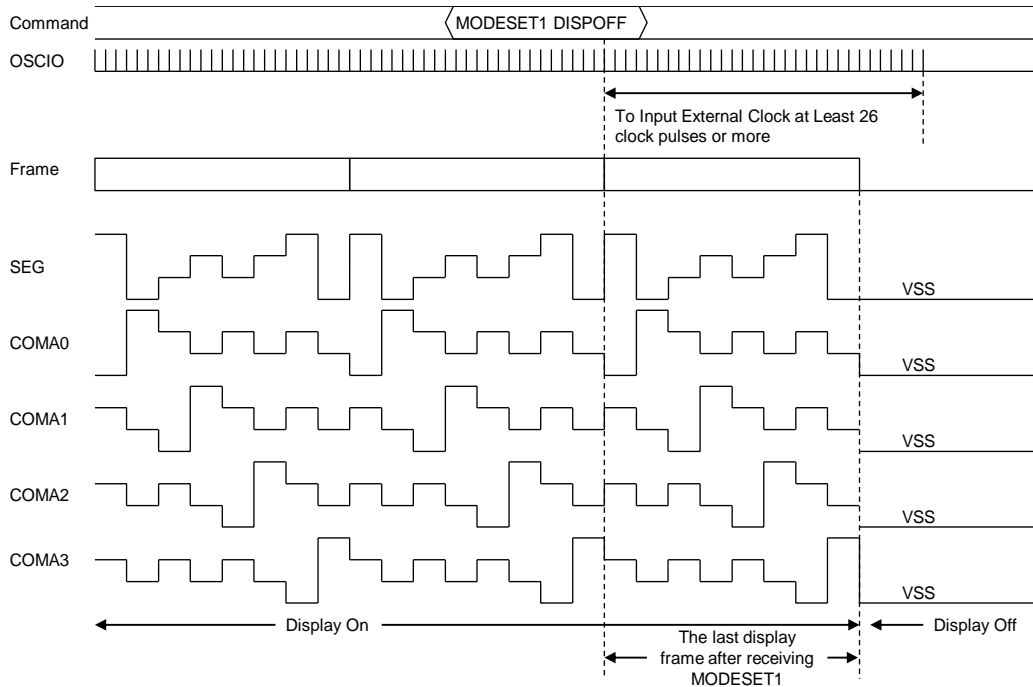 Command
MODESET1 DISPOFF
OSCIO
To Input External Clock at Least 26
clock pulses or more
Frame
SEG
VSS
COMA0
VSS
COMA1
VSS
COMA2
VSS
COMA3
VSS
Display On
Display Off
The last display
frame after receiving
MODESET1